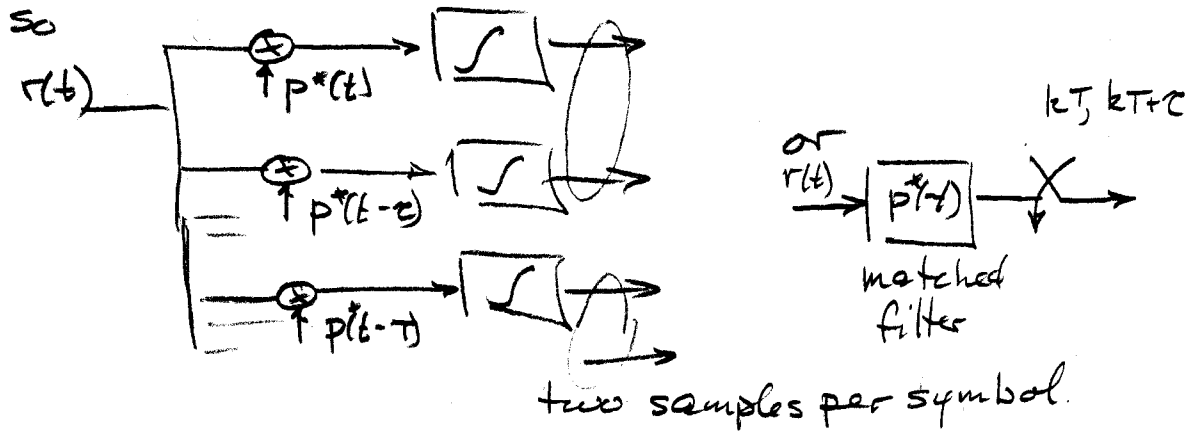 so
r(t)
p*(t)
∫
p*(t-τ)
∫
p*(t-T)
∫
kT, kT+τ
or
r(t)
p*(-t)
matched
filter
two samples per symbol.